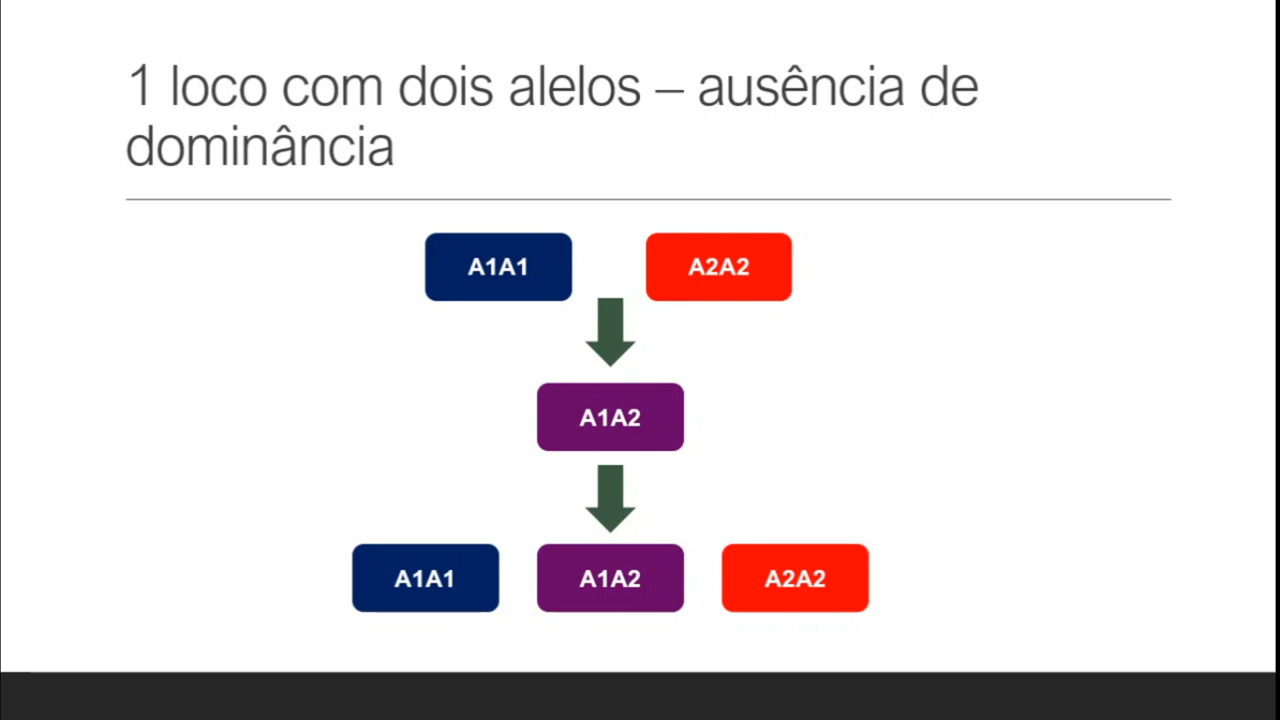 1 loco com dois alelos – ausência de
dominância
A1A1 A2A2
A1A2
A1A1 A1A2 A2A2